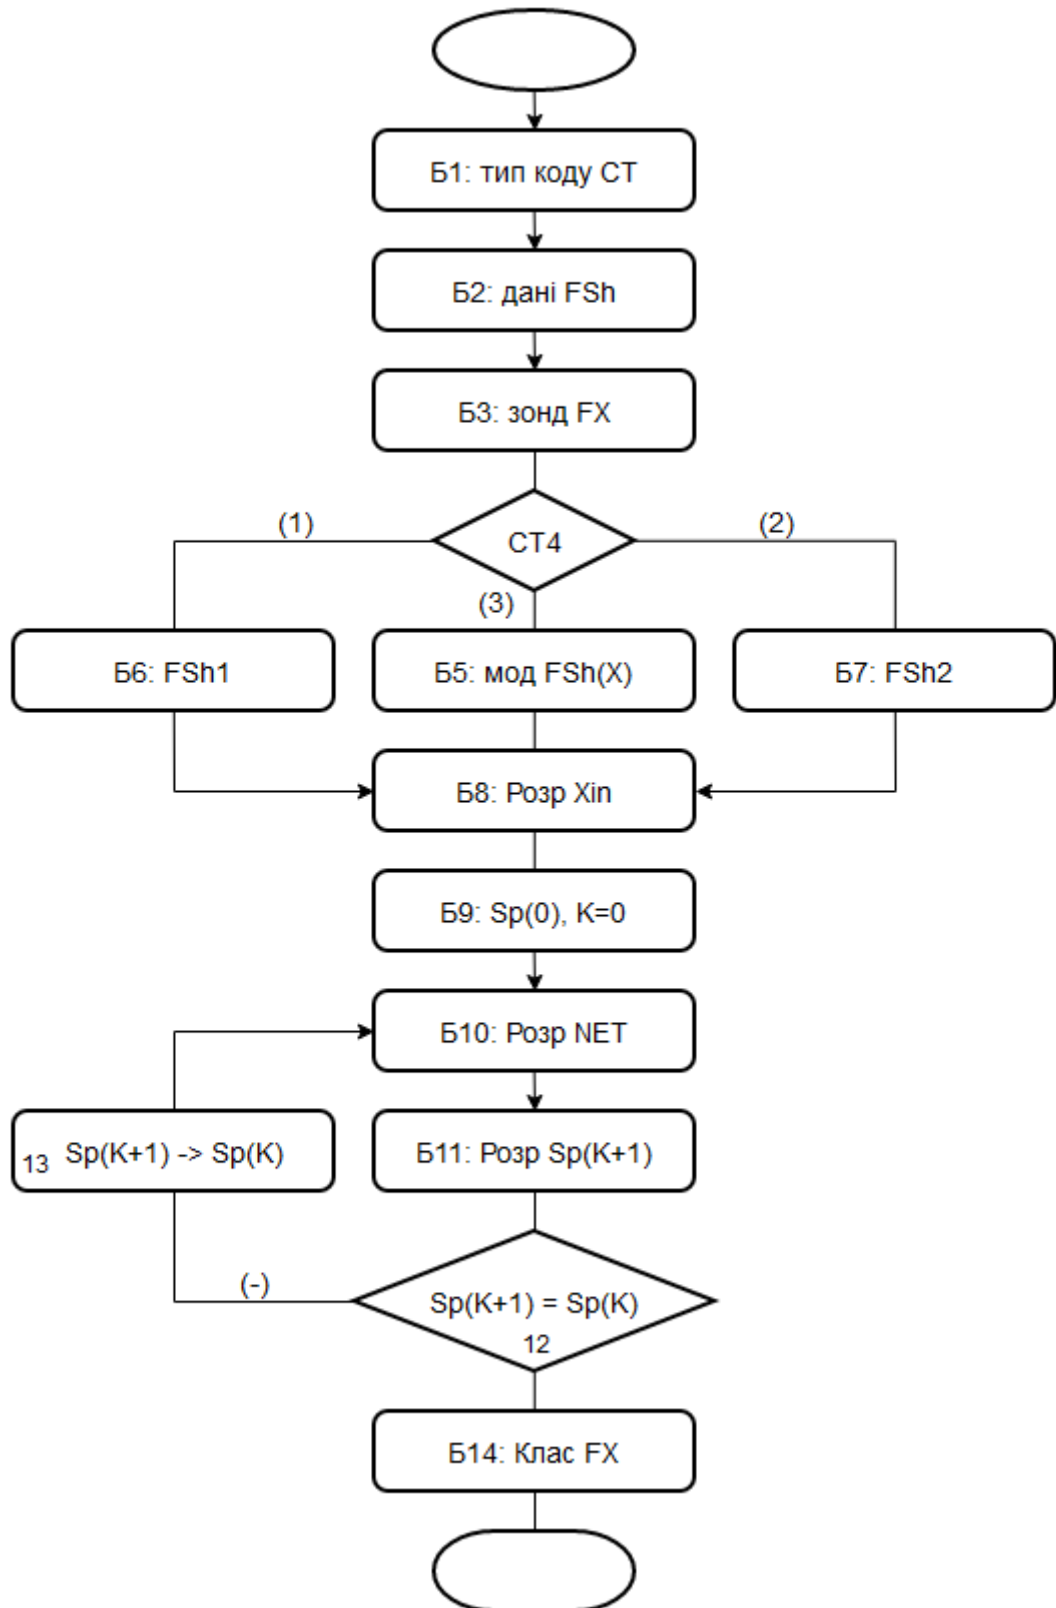 Б1: тип коду СТ
Б2: дані FSh
Б3: зонд FX
(1)
СТ4
(2)
(3)
Б6: FSh1
Б5: мод FSh(X)
Б7: FSh2
Б8: Розр Xin
Б9: Sp(0), K=0
Б10: Розр NET
13 Sp(K+1) -> Sp(K)
Б11: Розр Sp(K+1)
(-)
Sp(K+1) = Sp(K)
12
Б14: Клас FX